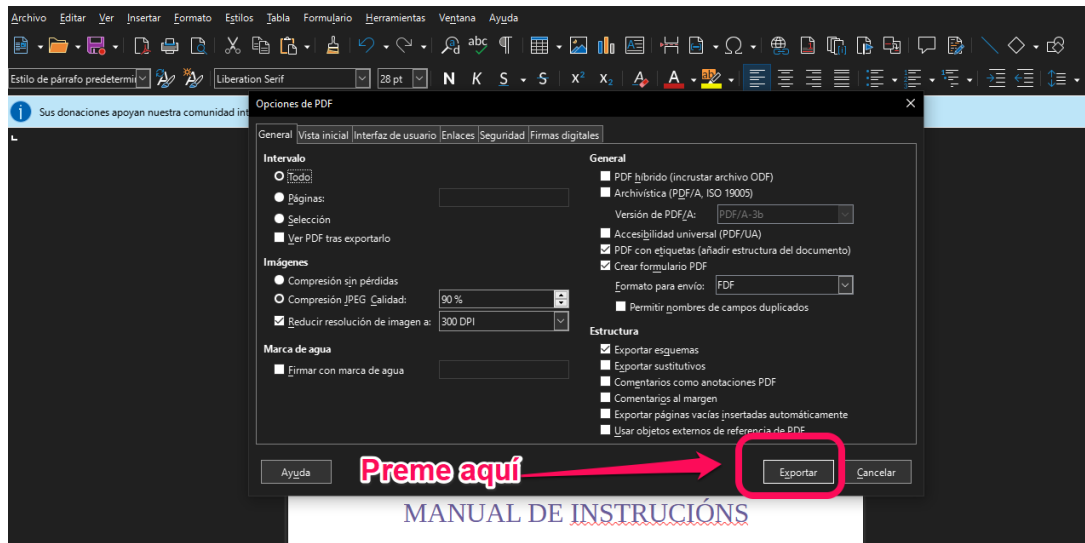 Archivo Editar Ver Insertar Formato Estilos Tabla Formulario Herramientas Ventana Ayuda
Estilo de párrafo predetermi Liberation Serif 28 pt N K S S X² X₂ A A ab
Sus donaciones apoyan nuestra comunidad int
Opciones de PDF
General Vista inicial Interfaz de usuario Enlaces Seguridad Firmas digitales
Intervalo
Todo
Páginas:
Selección
Ver PDF tras exportarlo
Imágenes
Compresión sin pérdidas
Compresión JPEG Calidad: 90 %
Reducir resolución de imagen a: 300 DPI
Marca de agua
Firmar con marca de agua
General
PDF híbrido (incrustar archivo ODF)
Archivística (PDF/A, ISO 19005)
Versión de PDF/A: PDF/A-3b
Accesibilidad universal (PDF/UA)
PDF con etiquetas (añadir estructura del documento)
Crear formulario PDF
Formato para envío: FDF
Permitir nombres de campos duplicados
Estructura
Exportar esquemas
Exportar sustitutivos
Comentarios como anotaciones PDF
Comentarios al margen
Exportar páginas vacías insertadas automáticamente
Usar objetos externos de referencia de PDF
Ayuda Preme aquí Exportar Cancelar
MANUAL DE INSTRUCIÓNS